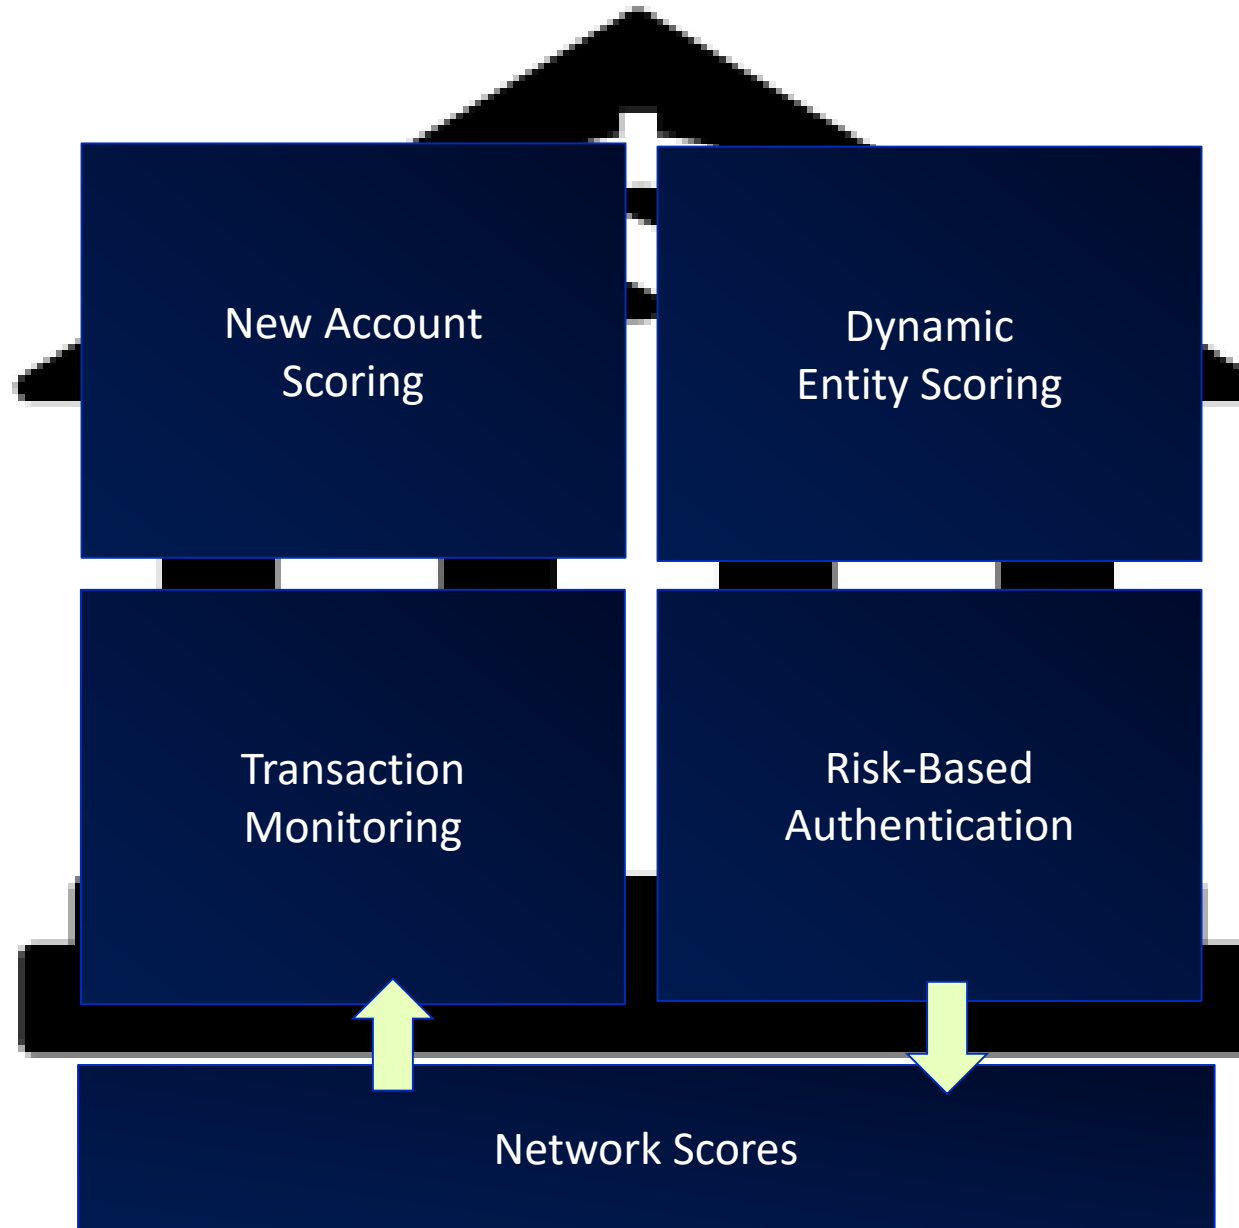 New Account
Scoring
Dynamic
Entity Scoring
Transaction
Monitoring
Risk-Based
Authentication
Network Scores